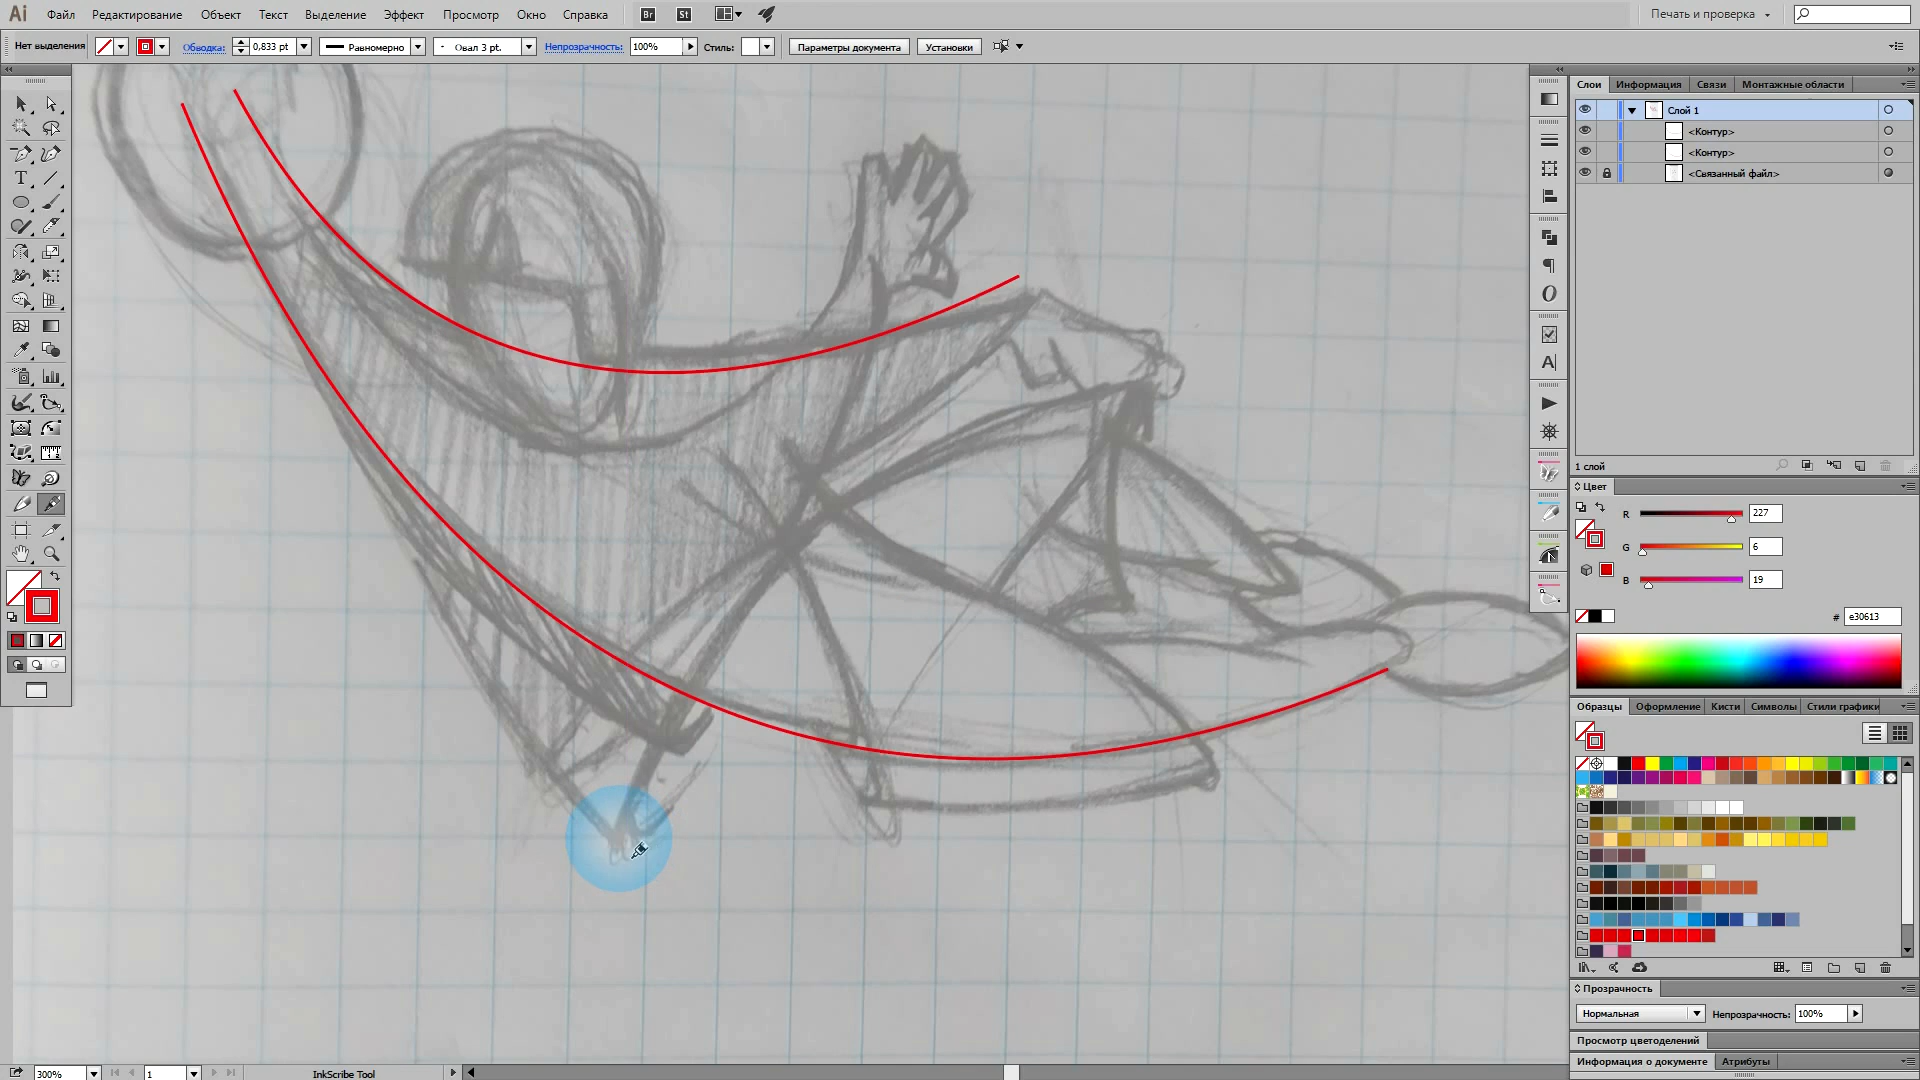 Ai Файл Редактирование Объект Текст Выделение Эффект Просмотр Окно Справка Br St Печать и проверка
Нет выделения Обводка: 0,833 pt Равномерно Овал 3 pt. Непрозрачность: 100% Стиль: Параметры документа Установки
Слои Информация Связи Монтажные области
Слой 1
<Контур>
<Контур>
<Связанный файл>
1 слой
Цвет
R 227
G 6
B 19
# e30613
Образцы Оформление Кисти Символы Стили графики
Прозрачность
Нормальная Непрозрачность: 100%
Просмотр цветоделений
Информация о документе Атрибуты
300% 1 InkScribe Tool